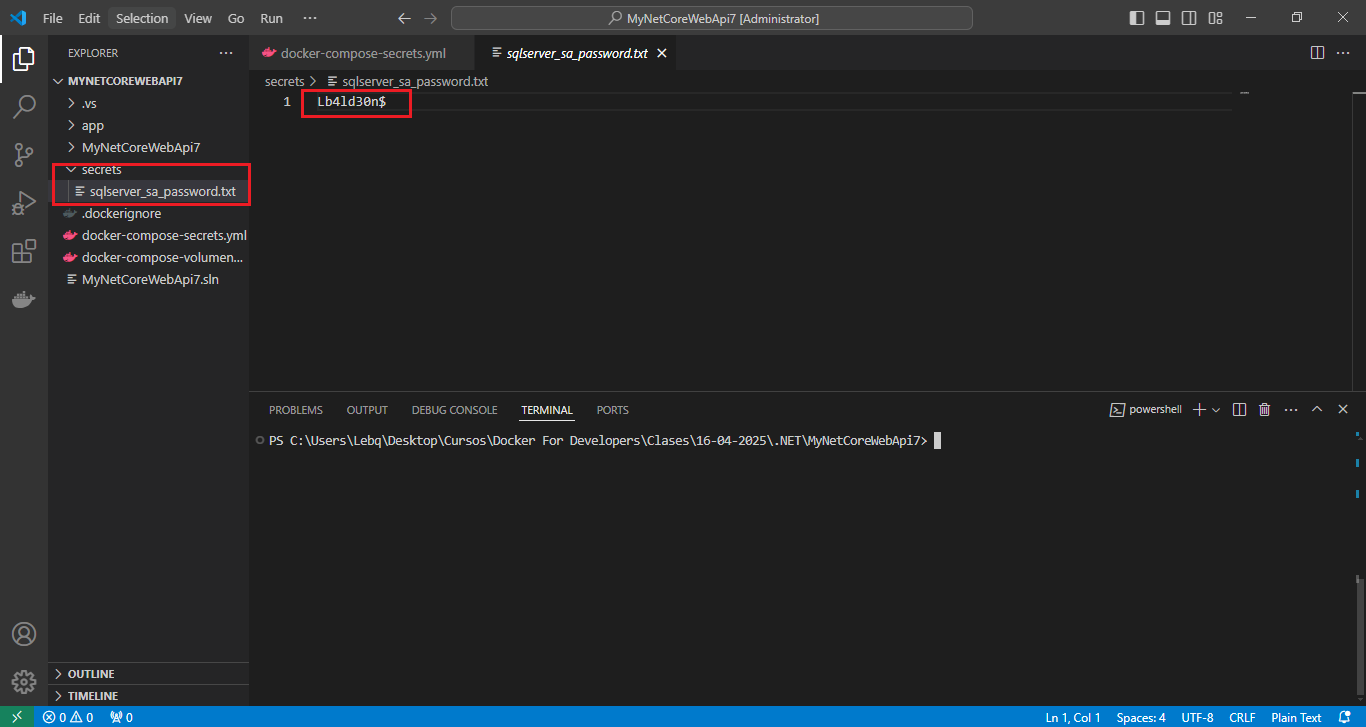 File Edit Selection View Go Run ···
MyNetCoreWebApi7 [Administrator]
EXPLORER ···
MYNETCOREWEBAPI7
.vs
app
MyNetCoreWebApi7
secrets
sqlserver_sa_password.txt
.dockerignore
docker-compose-secrets.yml
docker-compose-volumen...
MyNetCoreWebApi7.sln
OUTLINE
TIMELINE
docker-compose-secrets.yml sqlserver_sa_password.txt
secrets > sqlserver_sa_password.txt
1 Lb4ld30n$
PROBLEMS OUTPUT DEBUG CONSOLE TERMINAL PORTS
powershell
PS C:\Users\Lebq\Desktop\Cursos\Docker For Developers\Clases\16-04-2025\.NET\MyNetCoreWebApi7>
0 0 0
Ln 1, Col 1 Spaces: 4 UTF-8 CRLF Plain Text